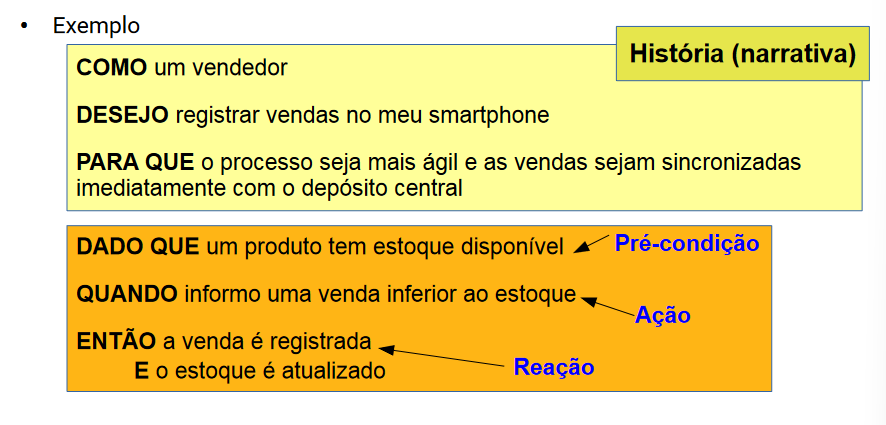 • Exemplo
História (narrativa)
COMO um vendedor
DESEJO registrar vendas no meu smartphone
PARA QUE o processo seja mais ágil e as vendas sejam sincronizadas
imediatamente com o depósito central
DADO QUE um produto tem estoque disponível
Pré-condição
QUANDO informo uma venda inferior ao estoque
Ação
ENTÃO a venda é registrada
E o estoque é atualizado
Reação